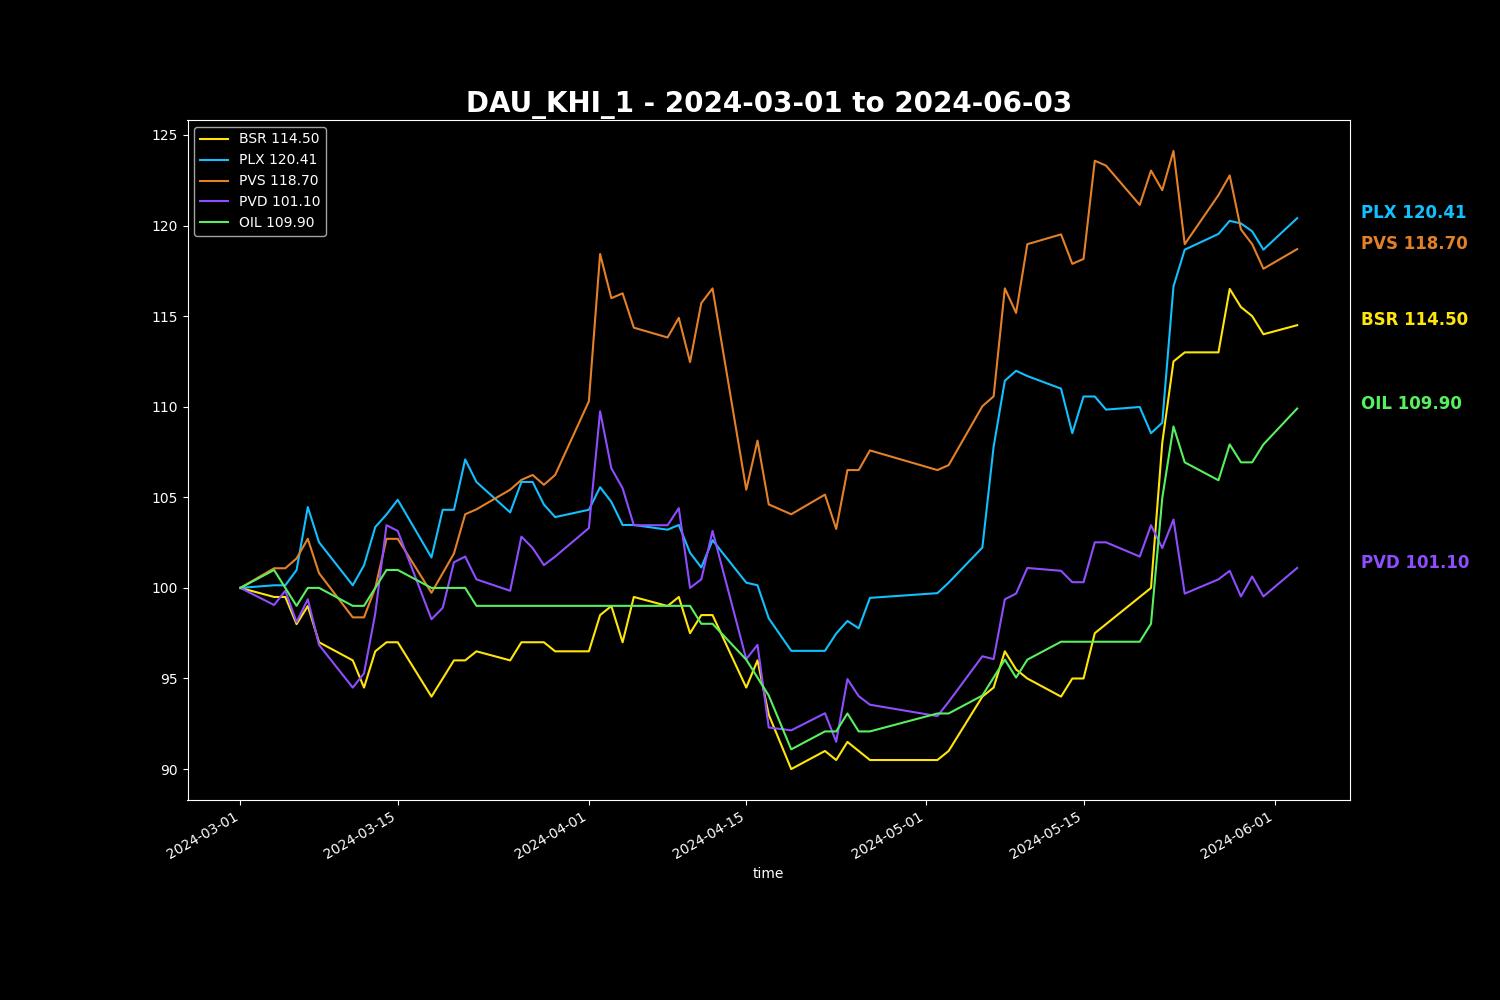 DAU_KHI_1 - 2024-03-01 to 2024-06-03
BSR 114.50
PLX 120.41
PVS 118.70
PVD 101.10
OIL 109.90
125
120
115
110
105
100
95
90
PLX 120.41
PVS 118.70
BSR 114.50
OIL 109.90
PVD 101.10
2024-03-01
2024-03-15
2024-04-01
2024-04-15
2024-05-01
2024-05-15
2024-06-01
time